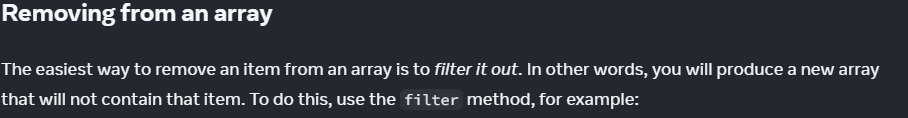 Removing from an array
The easiest way to remove an item from an array is to filter it out. In other words, you will produce a new array
that will not contain that item. To do this, use the filter method, for example: